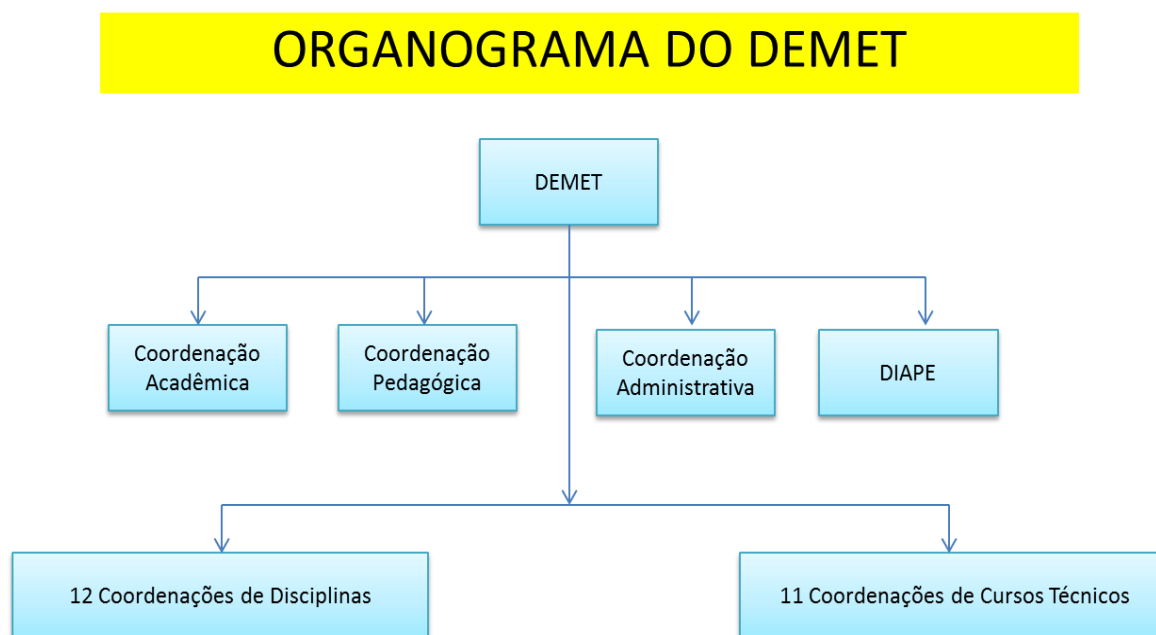 ORGANOGRAMA DO DEMET
DEMET
Coordenação
Acadêmica
Coordenação
Pedagógica
Coordenação
Administrativa
DIAPE
12 Coordenações de Disciplinas
11 Coordenações de Cursos Técnicos